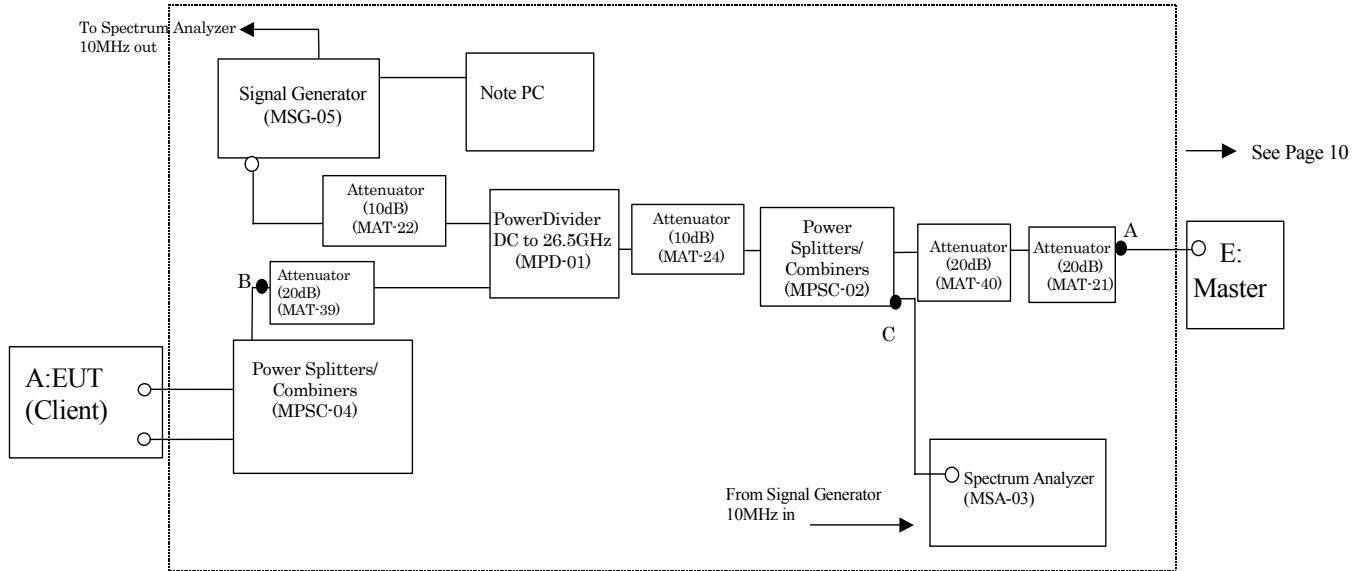 To Spectrum Analyzer
10MHz out
Signal Generator
(MSG-05)
Note PC
See Page 10
Attenuator
(10dB)
(MAT-22)
PowerDivider
DC to 26.5GHz
(MPD-01)
Attenuator
(10dB)
(MAT-24)
Power
Splitters/
Combiners
(MPSC-02)
Attenuator
(20dB)
(MAT-40)
Attenuator
(20dB)
(MAT-21)
A
E:
Master
B
Attenuator
(20dB)
(MAT-39)
C
A:EUT
(Client)
Power Splitters/
Combiners
(MPSC-04)
From Signal Generator
10MHz in
Spectrum Analyzer
(MSA-03)